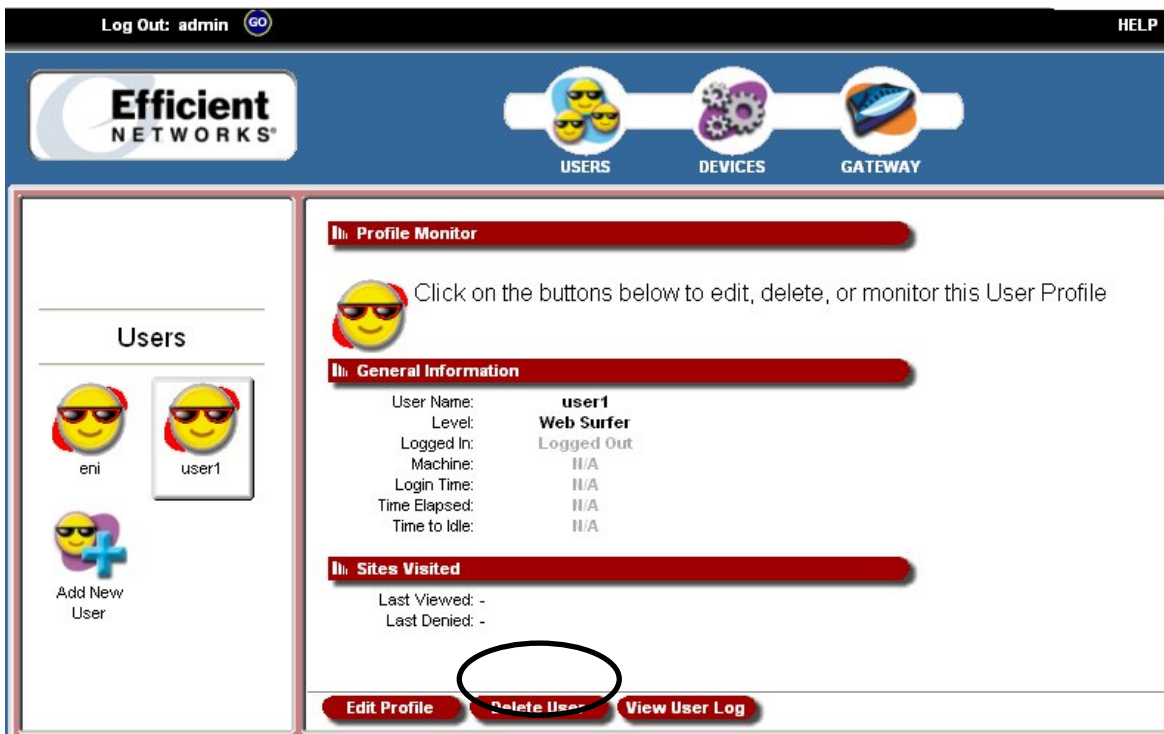 Log Out: admin GO HELP
Efficient
NETWORKS®
USERS DEVICES GATEWAY
Profile Monitor
Click on the buttons below to edit, delete, or monitor this User Profile
Users
eni user1
Add New
User
General Information
User Name: user1
Level: Web Surfer
Logged In: Logged Out
Machine: N/A
Login Time: N/A
Time Elapsed: N/A
Time to Idle: N/A
Sites Visited
Last Viewed: -
Last Denied: -
Edit Profile Delete User View User Log